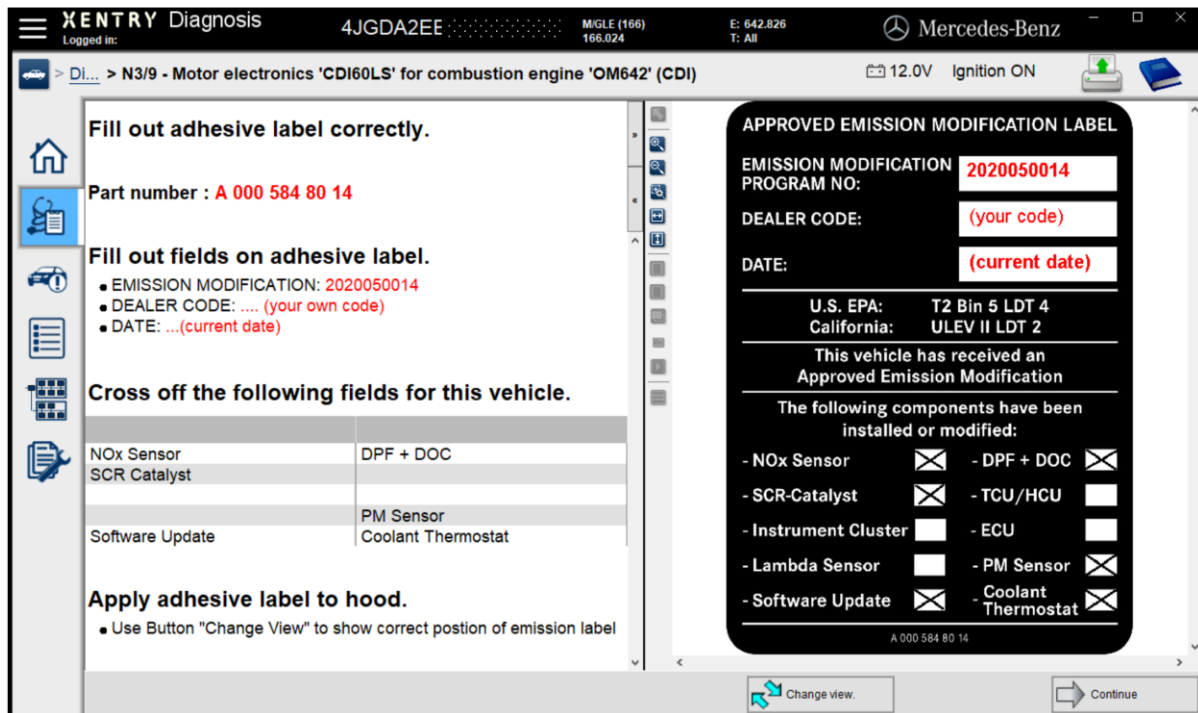 XENTRY Diagnosis
Logged in:
4JGDA2EE
M/GLE (166)
166.024
E: 642.826
T: All
Mercedes-Benz
> Di... > N3/9 - Motor electronics 'CDI60LS' for combustion engine 'OM642' (CDI)
12.0V Ignition ON
Fill out adhesive label correctly.
Part number : A 000 584 80 14
Fill out fields on adhesive label.
• EMISSION MODIFICATION: 2020050014
• DEALER CODE: .... (your own code)
• DATE: ...(current date)
Cross off the following fields for this vehicle.
NOx Sensor DPF + DOC
SCR Catalyst
PM Sensor
Software Update Coolant Thermostat
Apply adhesive label to hood.
• Use Button "Change View" to show correct postion of emission label
APPROVED EMISSION MODIFICATION LABEL
EMISSION MODIFICATION
PROGRAM NO:
2020050014
DEALER CODE: (your code)
DATE: (current date)
U.S. EPA: T2 Bin 5 LDT 4
California: ULEV II LDT 2
This vehicle has received an
Approved Emission Modification
The following components have been
installed or modified:
- NOx Sensor - DPF + DOC
- SCR-Catalyst - TCU/HCU
- Instrument Cluster - ECU
- Lambda Sensor - PM Sensor
- Software Update - Coolant
Thermostat
A 000 584 80 14
Change view.
Continue